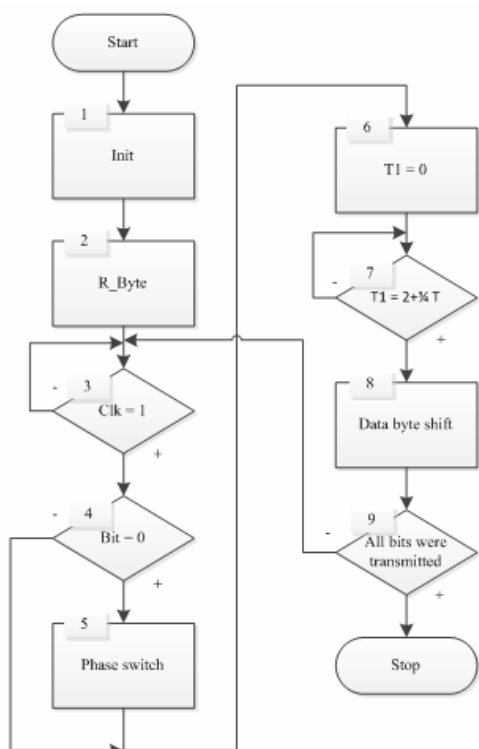 Start
1
Init
2
R_Byte
3
-
Clk = 1
+
4
-
Bit = 0
+
5
Phase switch
6
T1 = 0
7
-
T1 = 2+¾ T
+
8
Data byte shift
9
-
All bits were
transmitted
+
Stop